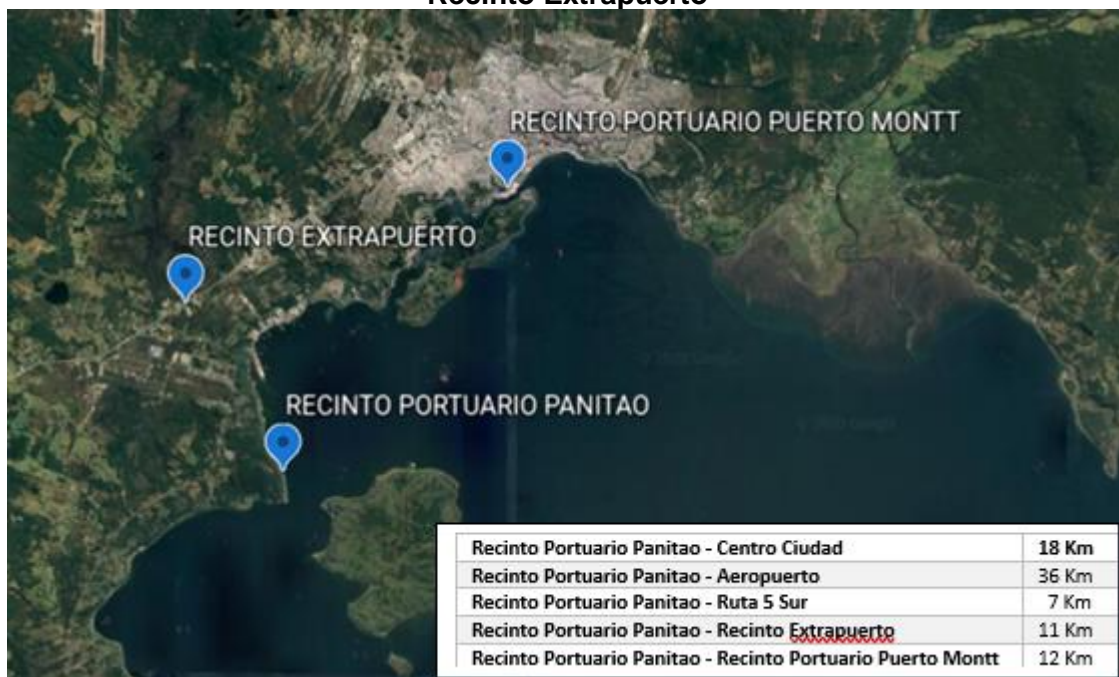 Recinto Extrapuerto
RECINTO PORTUARIO PUERTO MONTT
RECINTO EXTRAPUERTO
RECINTO PORTUARIO PANITAO
Recinto Portuario Panitao - Centro Ciudad 18 Km
Recinto Portuario Panitao - Aeropuerto 36 Km
Recinto Portuario Panitao - Ruta 5 Sur 7 Km
Recinto Portuario Panitao - Recinto Extrapuerto 11 Km
Recinto Portuario Panitao - Recinto Portuario Puerto Montt 12 Km